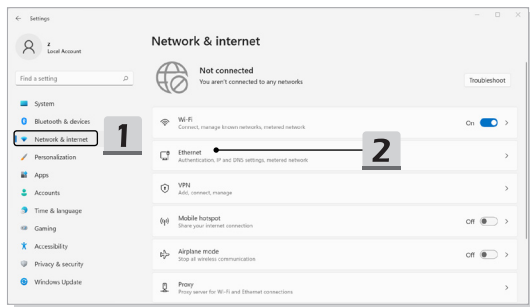 Settings
z
Local Account
Find a setting
System
Bluetooth & devices
Network & internet
Personalization
Apps
Accounts
Time & language
Gaming
Accessibility
Privacy & security
Windows Update
1
Network & internet
Not connected
You aren't connected to any networks
Troubleshoot
Wi-Fi
Connect, manage known networks, metered network
On
Ethernet
Authentication, IP and DNS settings, metered network
2
VPN
Add, connect, manage
Mobile hotspot
Share your internet connection
Off
Airplane mode
Stop all wireless communication
Off
Proxy
Proxy server for Wi-Fi and Ethernet connections